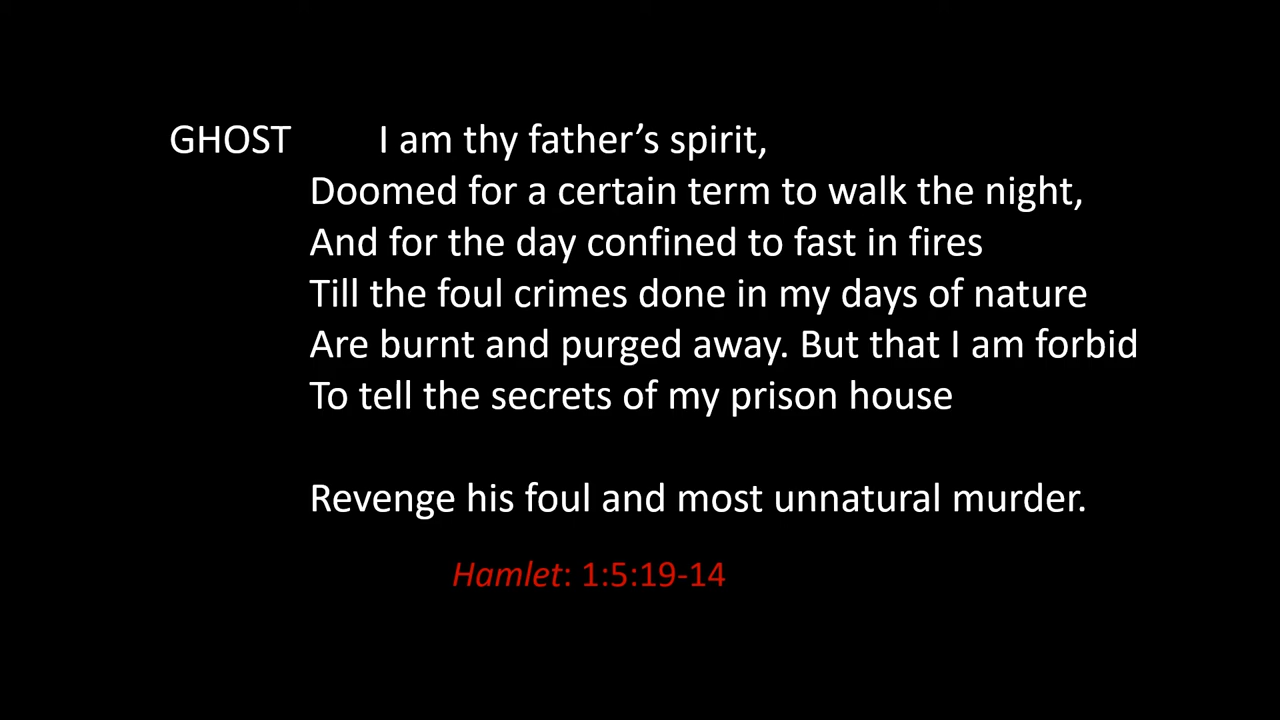 GHOST I am thy father’s spirit,
Doomed for a certain term to walk the night,
And for the day confined to fast in fires
Till the foul crimes done in my days of nature
Are burnt and purged away. But that I am forbid
To tell the secrets of my prison house
Revenge his foul and most unnatural murder.
Hamlet: 1:5:19-14